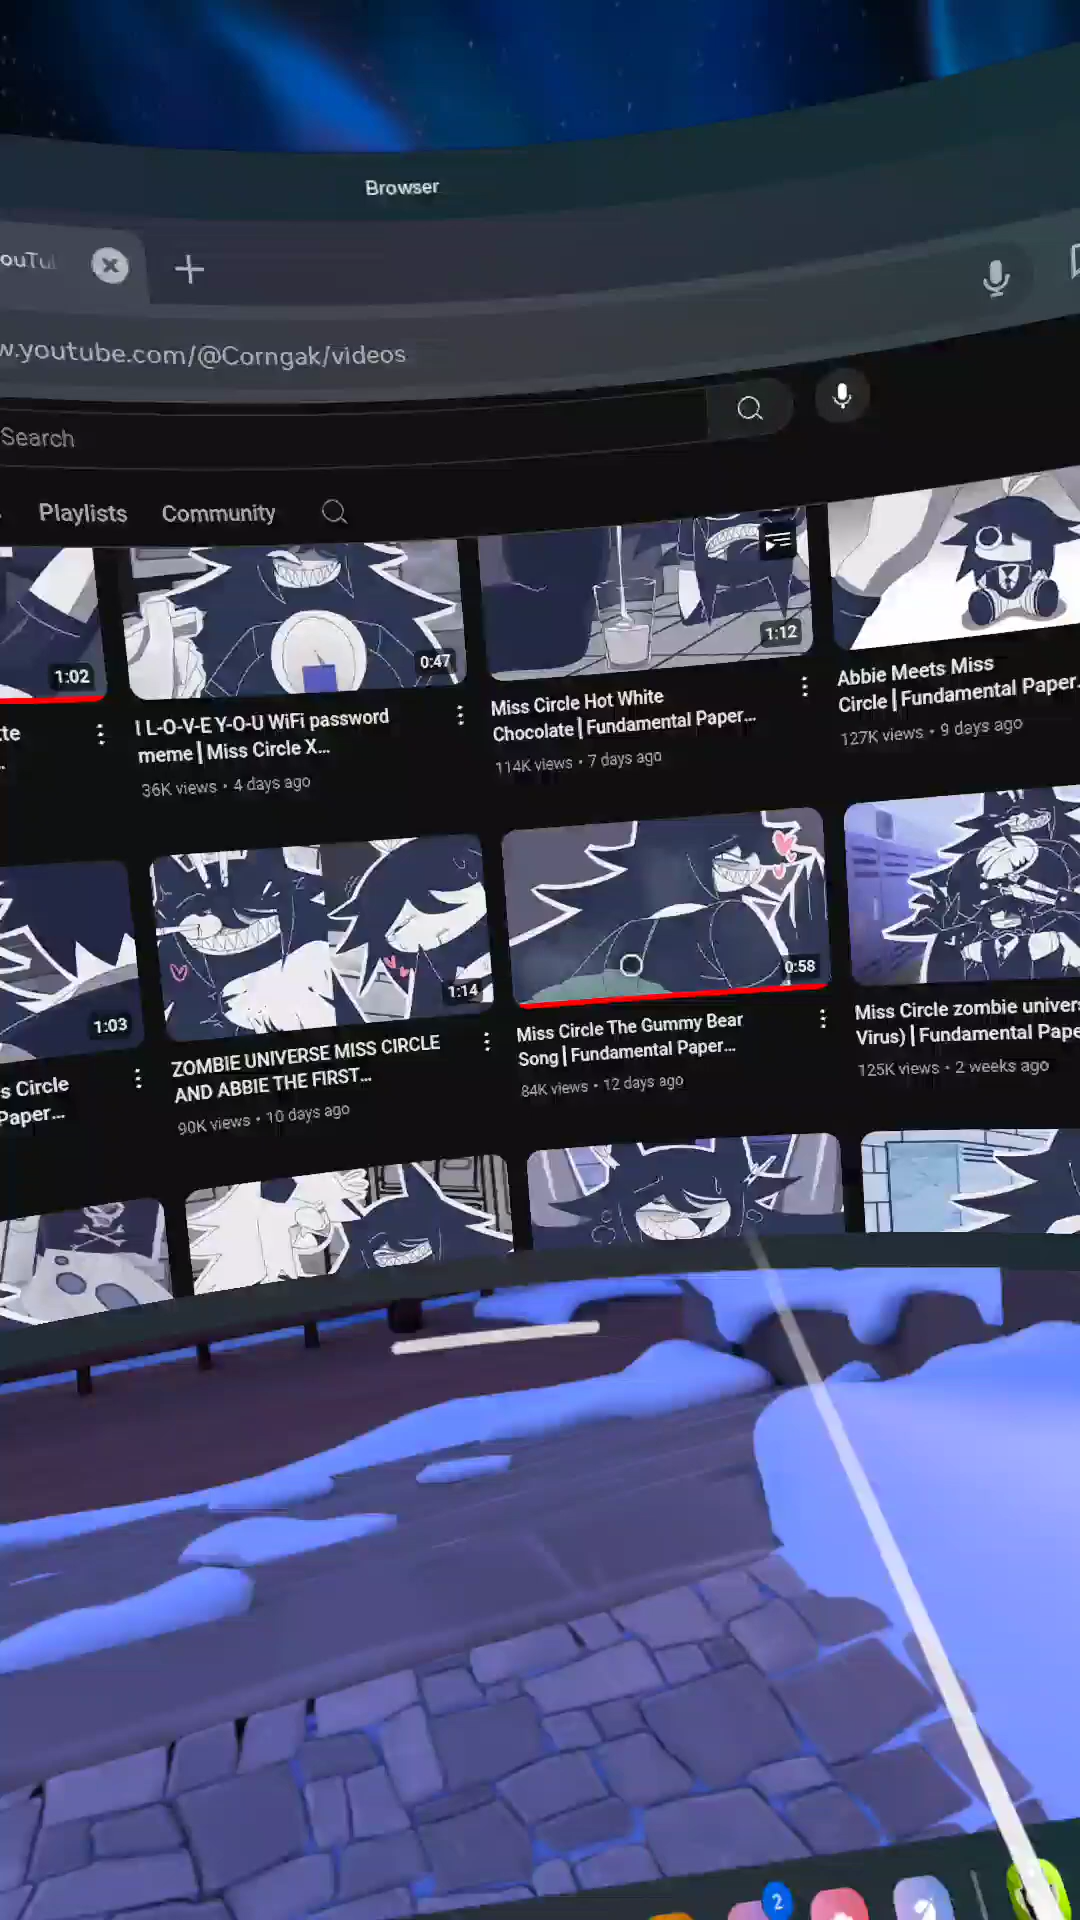 Browser
ouTu
w.youtube.com/@Corngak/videos
Search
Playlists
Community
1:02
0:47
1:12
I L-O-V-E Y-O-U WiFi password
meme | Miss Circle X...
36K views • 4 days ago
Miss Circle Hot White
Chocolate | Fundamental Paper...
114K views • 7 days ago
Abbie Meets Miss
Circle | Fundamental Paper...
127K views • 9 days ago
1:03
1:14
0:58
s Circle
Paper...
ZOMBIE UNIVERSE MISS CIRCLE
AND ABBIE THE FIRST...
90K views • 10 days ago
Miss Circle The Gummy Bear
Song | Fundamental Paper...
84K views • 12 days ago
Miss Circle zombie univer
Virus) | Fundamental Pape
125K views • 2 weeks ago
2